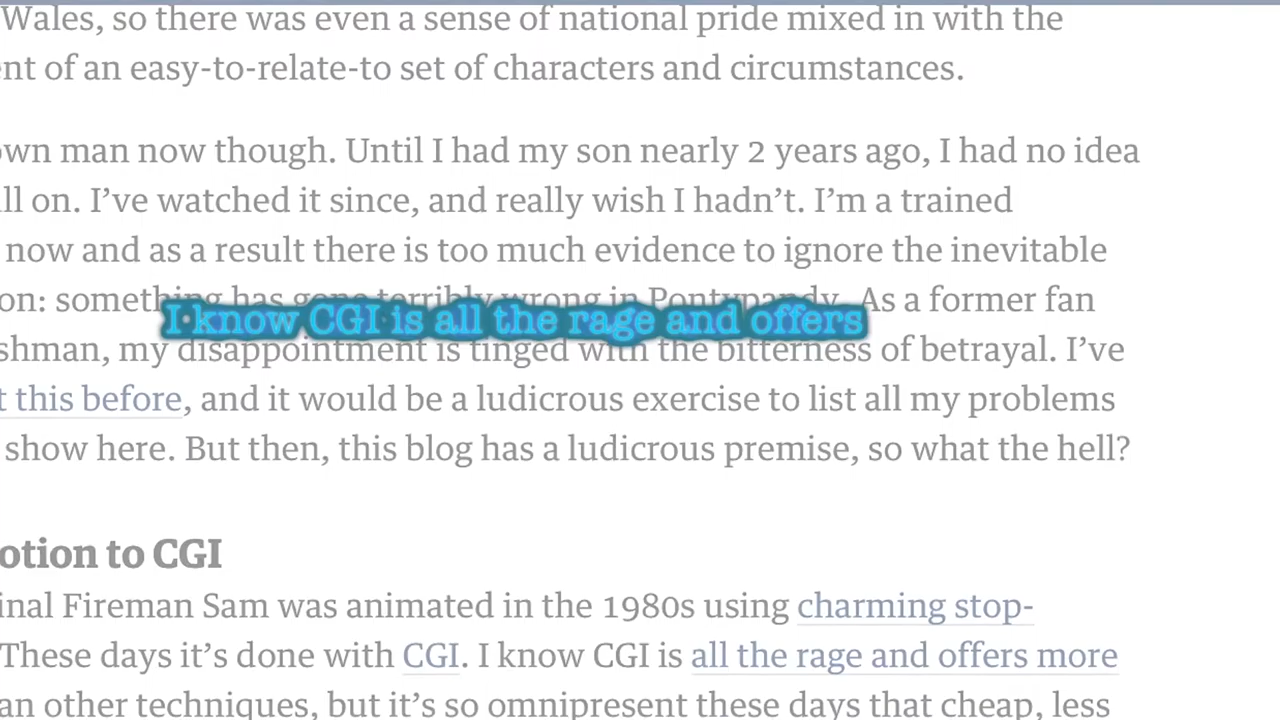 Wales, so there was even a sense of national pride mixed in with the
ent of an easy-to-relate-to set of characters and circumstances.
own man now though. Until I had my son nearly 2 years ago, I had no idea
ll on. I’ve watched it since, and really wish I hadn’t. I’m a trained
now and as a result there is too much evidence to ignore the inevitable
on: something has gone terribly wrong in Pontypandy. As a former fan
I know CGI is all the rage and offers
shman, my disappointment is tinged with the bitterness of betrayal. I’ve
t this before, and it would be a ludicrous exercise to list all my problems
show here. But then, this blog has a ludicrous premise, so what the hell?
otion to CGI
inal Fireman Sam was animated in the 1980s using charming stop-
These days it’s done with CGI. I know CGI is all the rage and offers more
an other techniques, but it’s so omnipresent these days that cheap, less